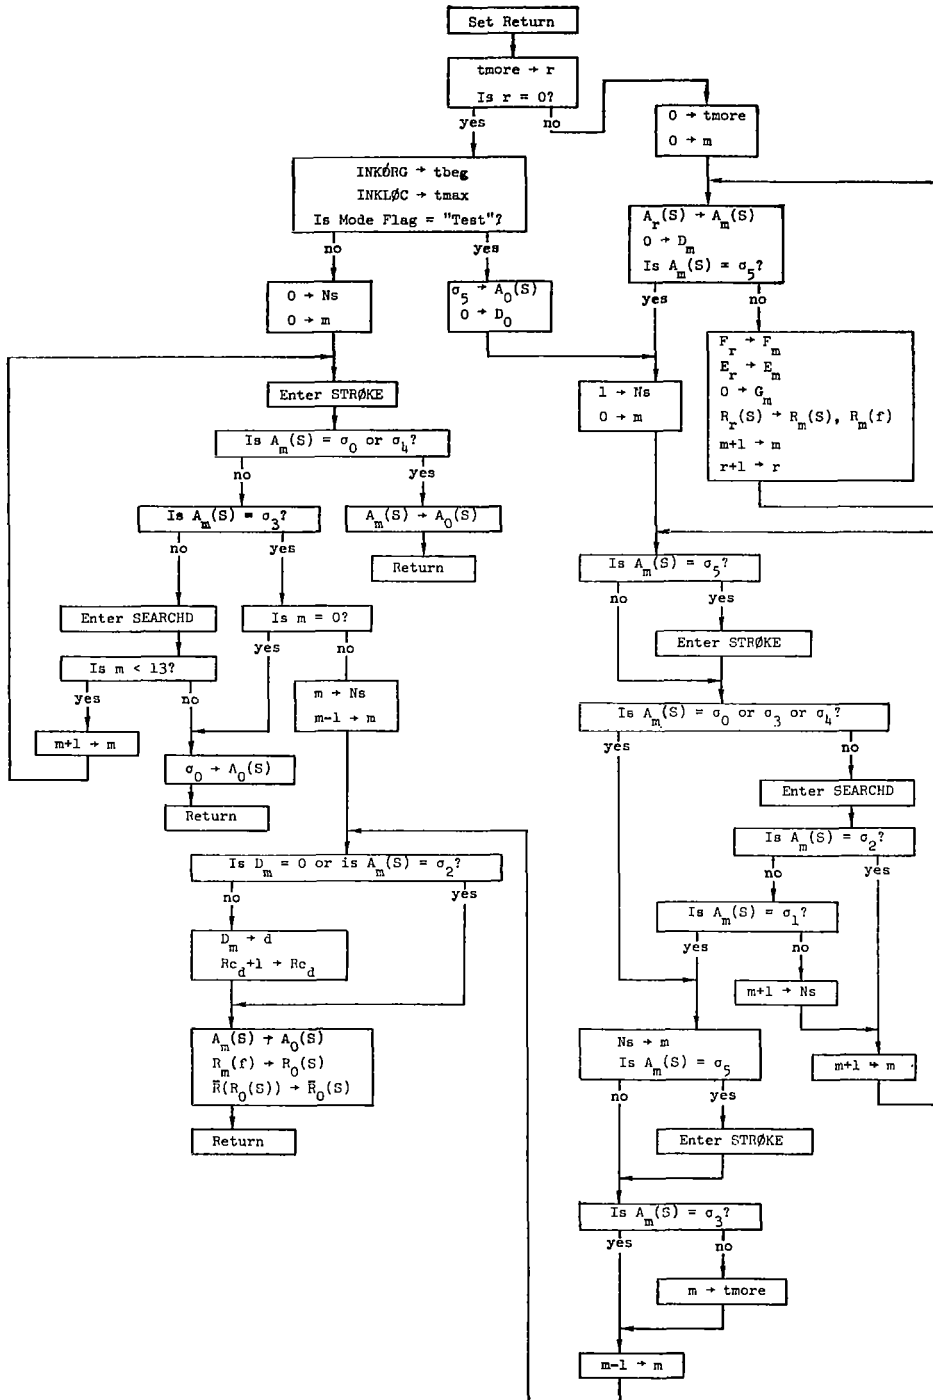 Set Return
tmore → r
Is r = 0?
yes
no
0 → tmore
0 → m
INKØRG → tbeg
INKLØC → tmax
Is Mode Flag = "Test"?
no
yes
A_r(S) → A_m(S)
0 → D_m
Is A_m(S) = σ_5?
yes
no
0 → Ns
0 → m
σ_5 → A_0(S)
0 → D_0
F_r → F_m
E_r → E_m
0 → G_m
R_r(S) → R_m(S), R_m(f)
m+1 → m
r+1 → r
Enter STRØKE
1 → Ns
0 → m
Is A_m(S) = σ_0 or σ_4?
no
yes
Is A_m(S) = σ_3?
A_m(S) → A_0(S)
no
yes
Return
Is A_m(S) = σ_5?
no
yes
Enter SEARCHD
Is m = 0?
yes
no
Enter STRØKE
Is m < 13?
yes
no
m → Ns
m-1 → m
Is A_m(S) = σ_0 or σ_3 or σ_4?
yes
no
m+1 → m
σ_0 → A_0(S)
Return
Enter SEARCHD
Is A_m(S) = σ_2?
no
yes
Is D_m = 0 or is A_m(S) = σ_2?
no
yes
Is A_m(S) = σ_1?
yes
no
D_m → d
Rc_d+1 → Rc_d
m+1 → Ns
A_m(S) → A_0(S)
R_m(f) → R_0(S)
R̄(R_0(S)) → R̄_0(S)
Ns → m
Is A_m(S) = σ_5
no
yes
m+1 → m
Return
Enter STRØKE
Is A_m(S) = σ_3?
yes
no
m → tmore
m-1 → m